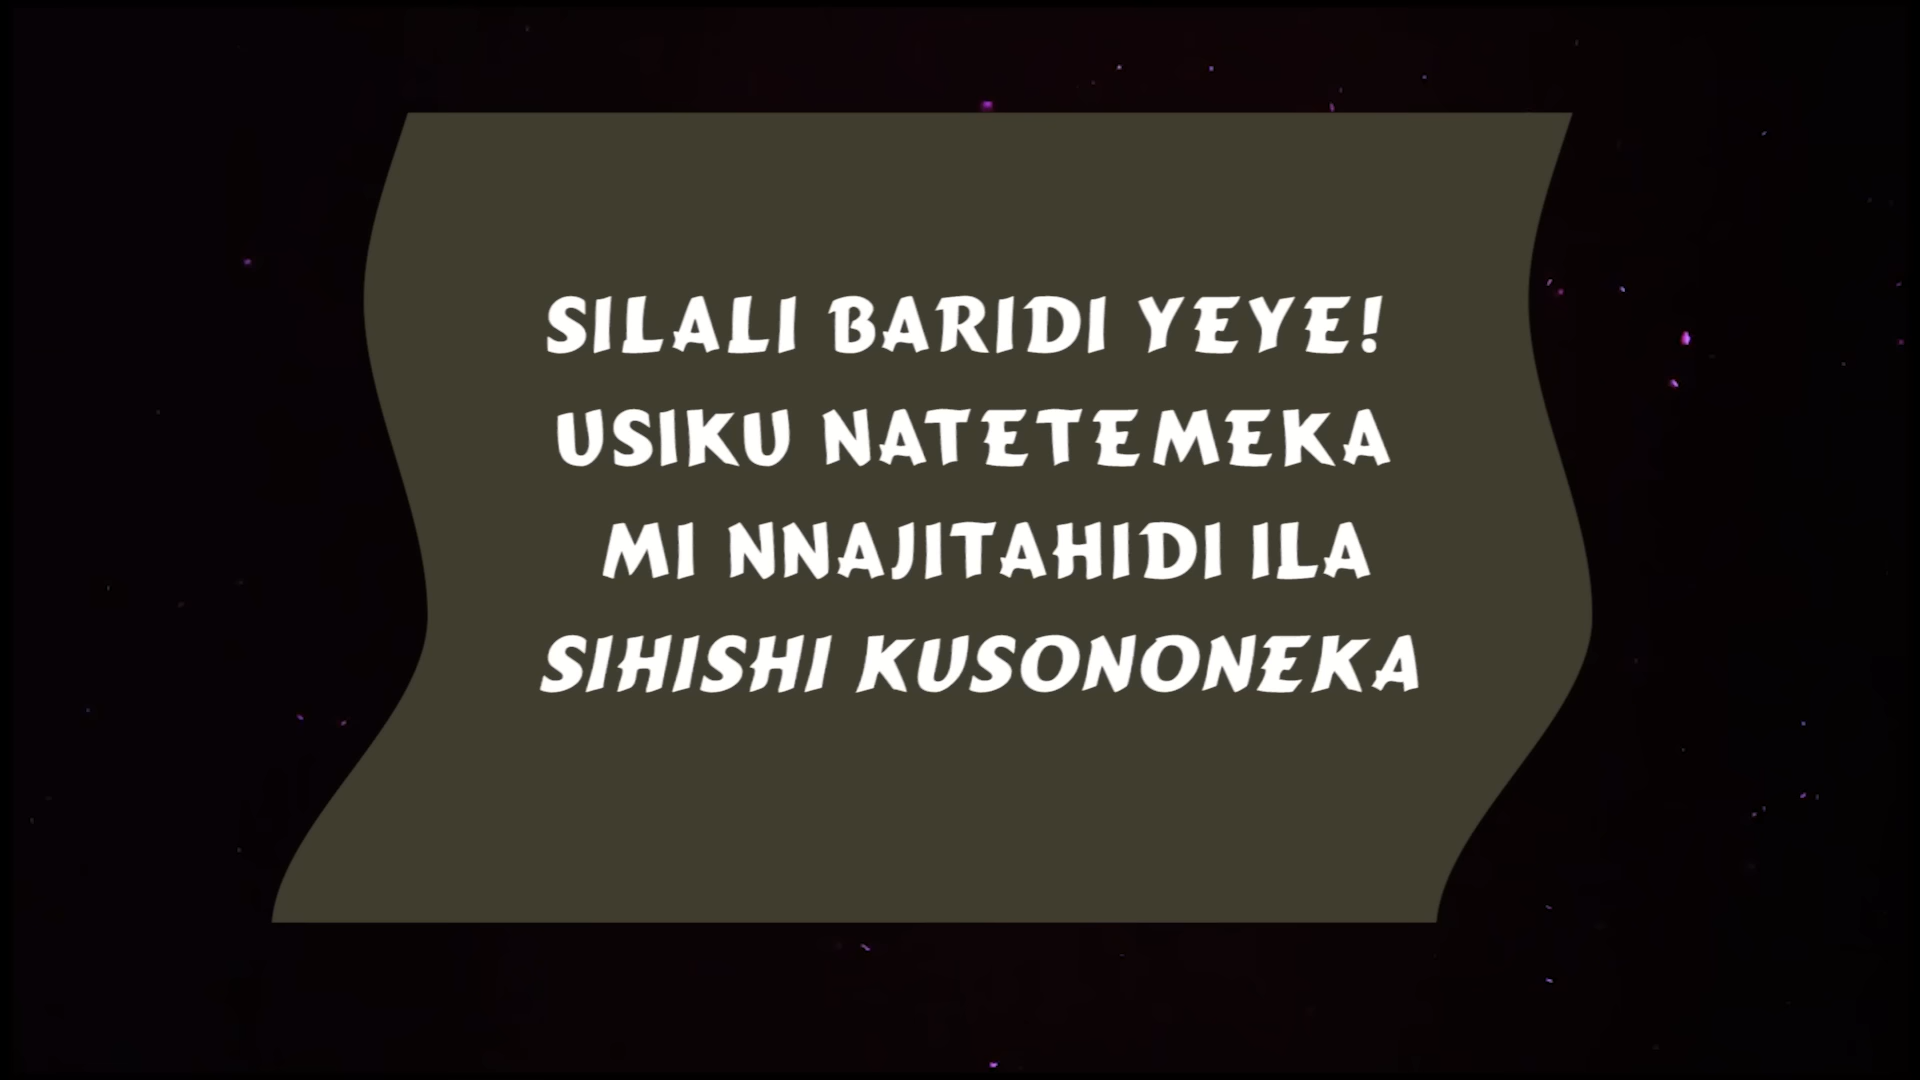 SILALI BARIDI YEYE!
USIKU NATETEMEKA
MI NNAJITAHIDI ILA
SIHISHI KUSONONEKA